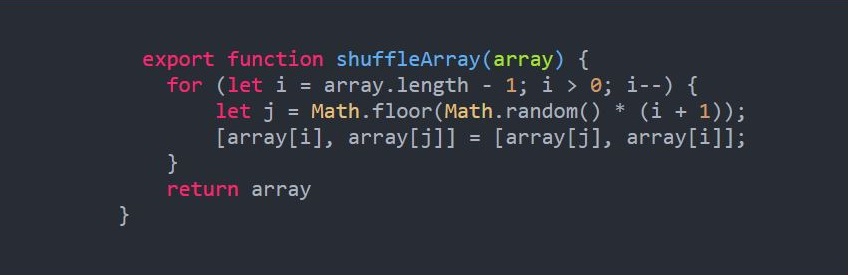 export function shuffleArray(array) {
for (let i = array.length - 1; i > 0; i--) {
let j = Math.floor(Math.random() * (i + 1));
[array[i], array[j]] = [array[j], array[i]];
}
return array
}